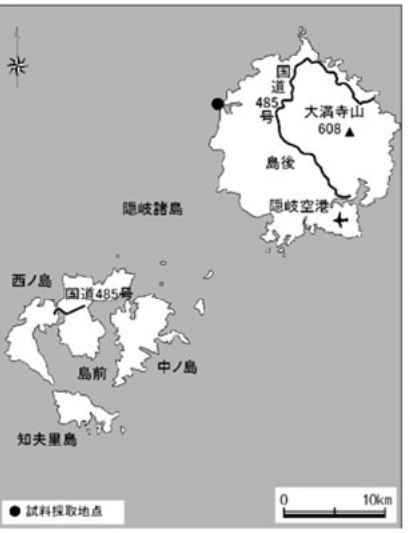 国
道
485
号
大満寺山
608
島後
隠岐空港
隠岐諸島
西ノ島
国道485号
島前
中ノ島
知夫里島
● 試料採取地点
0 10km